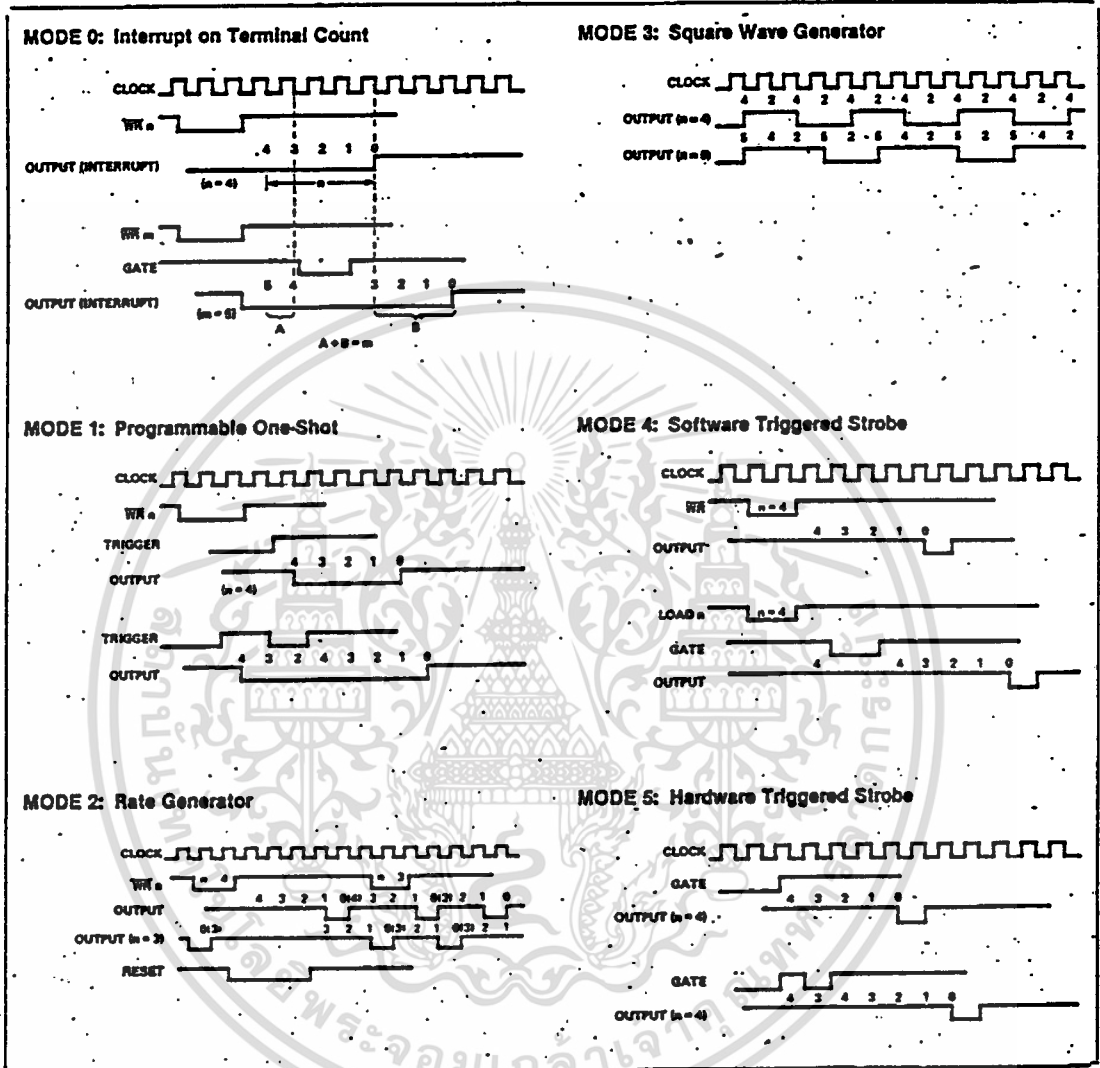 MODE 0: Interrupt on Terminal Count
CLOCK
WR n
4 3 2 1 0
OUTPUT (INTERRUPT)
(n = 4)
n
WR m
GATE
5 4 3 2 1 0
OUTPUT (INTERRUPT)
(m = 5)
A B
A + B = m
MODE 1: Programmable One-Shot
CLOCK
WR n
TRIGGER
4 3 2 1 0
OUTPUT
(n = 4)
TRIGGER
4 3 2 4 3 2 1 0
OUTPUT
MODE 2: Rate Generator
CLOCK
WR n
n 4 n 3
4 3 2 1 0(4) 3 2 1 0(3) 2 1 0
OUTPUT
0(3) 3 2 1 0(3) 2 1 0(3) 2 1
OUTPUT (n = 3)
RESET
MODE 3: Square Wave Generator
CLOCK
4 2 4 2 4 2 4 2 4 2 4 2 4
OUTPUT (n = 4)
5 4 2 5 2 5 4 2 5 2 5 4 2
OUTPUT (n = 5)
MODE 4: Software Triggered Strobe
CLOCK
WR n = 4
4 3 2 1 0
OUTPUT
LOAD n n = 4
GATE
4 4 3 2 1 0
OUTPUT
MODE 5: Hardware Triggered Strobe
CLOCK
GATE
4 3 2 1 0
OUTPUT (n = 4)
GATE
4 3 4 3 2 1 0
OUTPUT (n = 4)